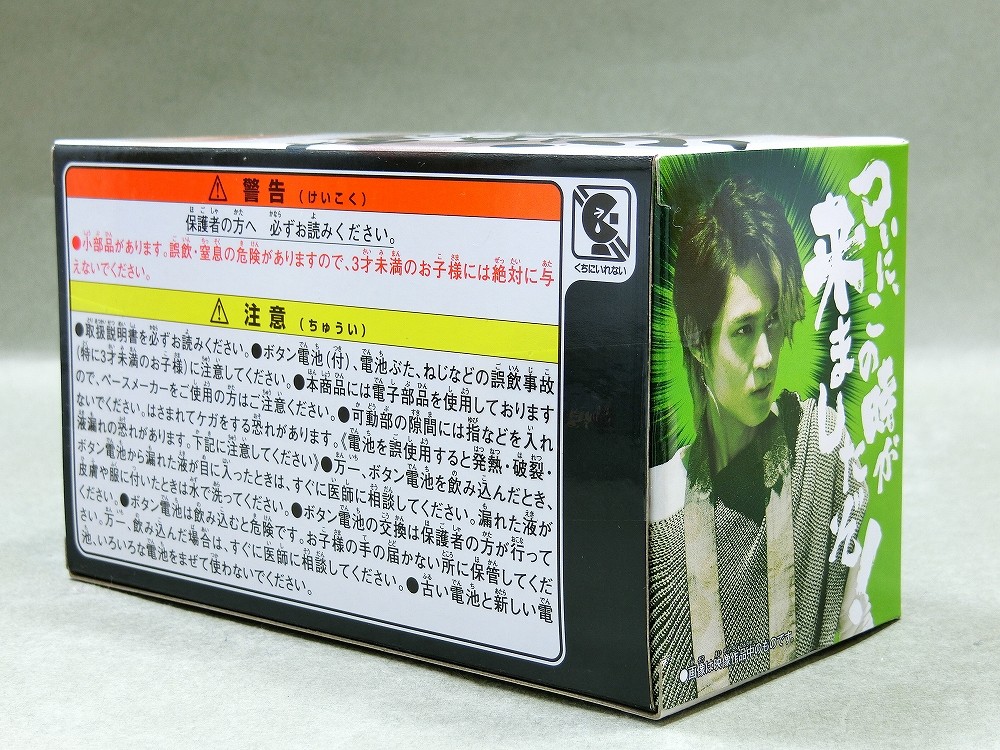 ⚠ 警告（けいこく）
保護者の方へ 必ずお読みください。
●小部品があります。誤飲・窒息の危険がありますので、3才未満のお子様には絶対に与
えないでください。
⚠ 注意（ちゅうい）
●取扱説明書を必ずお読みください。●ボタン電池(付)、電池ぶた、ねじなどの誤飲事故
(特に3才未満のお子様)に注意してください。●本商品には電子部品を使用しております
ので、ペースメーカーをご使用の方はご注意ください。●可動部の隙間には指などを入れ
ないでください。はさまれてケガをする恐れがあります。《電池を誤使用すると発熱・破裂・
液漏れの恐れがあります。下記に注意してください》●万一、ボタン電池を飲み込んだとき、
ボタン電池から漏れた液が目に入ったときは、すぐに医師に相談してください。漏れた液が
皮膚や服に付いたときは水で洗ってください。●ボタン電池の交換は保護者の方が行って
ください。●ボタン電池は飲み込むと危険です。お子様の手の届かない所に保管してくだ
さい。万一、飲み込んだ場合は、すぐに医師に相談してください。●古い電池と新しい電
池、いろいろな電池をまぜて使わないでください。
くちにいれない
ついに、この時が
来ましたぞ!
●画像は映像作品中のものです。